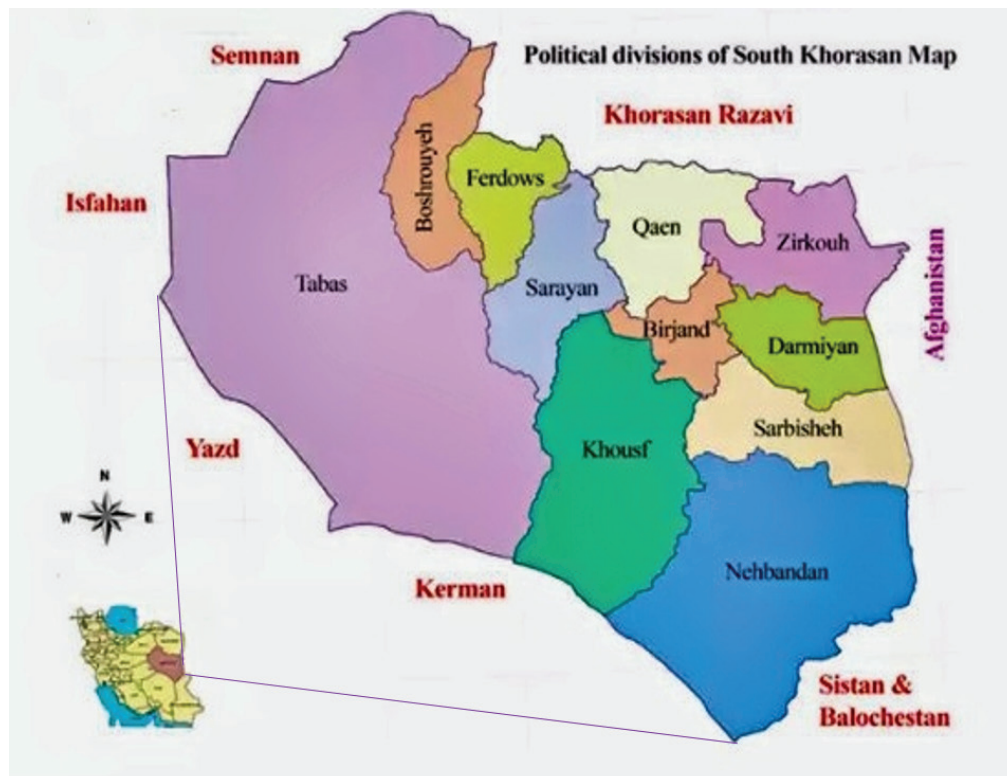 Semnan
Political divisions of South Khorasan Map
Khorasan Razavi
Boshrouyeh
Ferdows
Isfahan
Qaen
Zirkouh
Afghanistan
Tabas
Sarayan
Birjand
Darmiyan
Yazd
Khousf
Sarbisheh
N
W
E
Nehbandan
Kerman
Sistan &
Balochestan